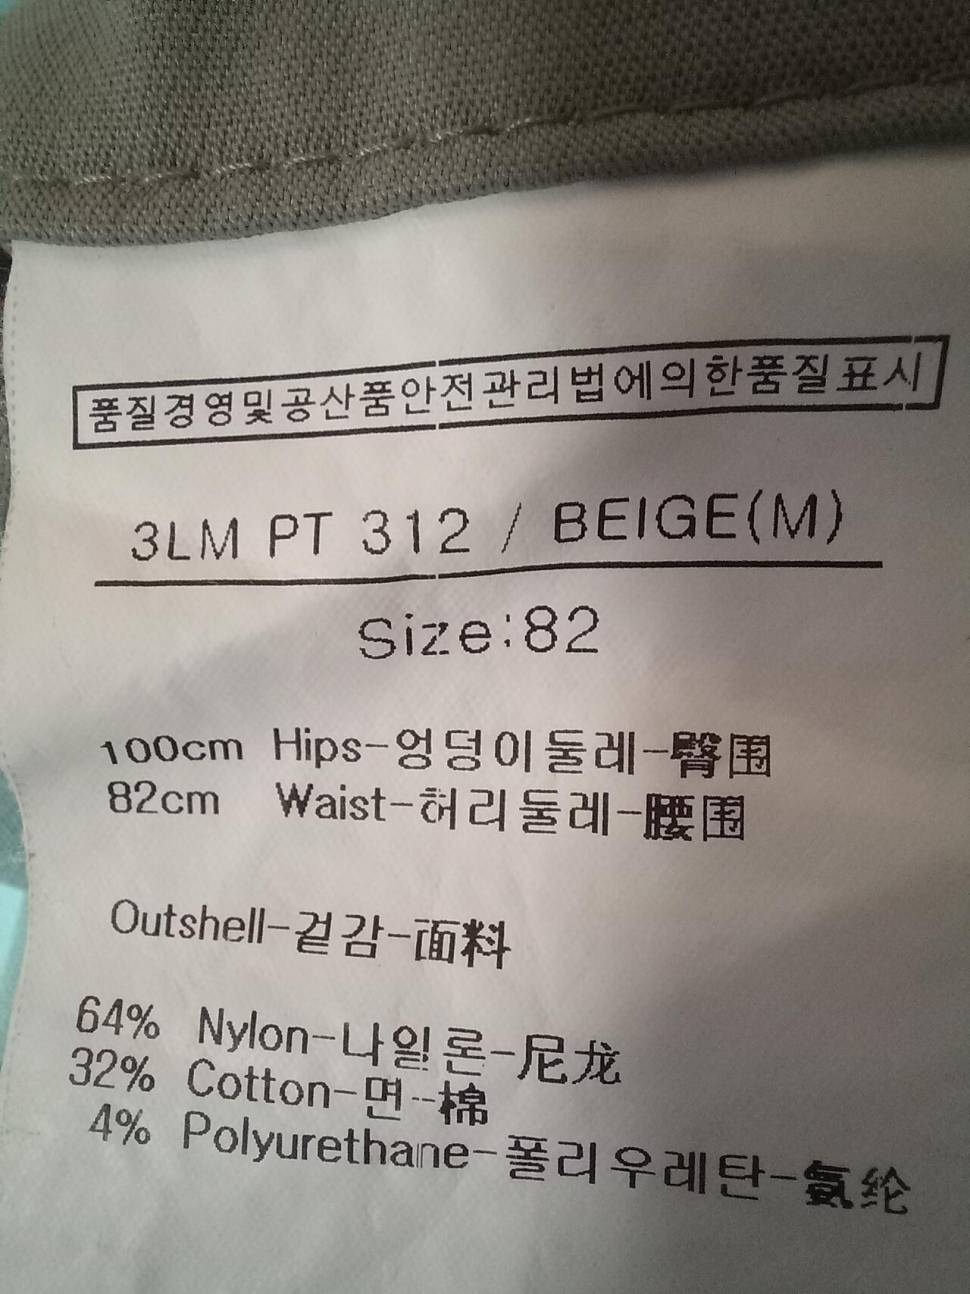 품질경영및공산품안전관리법에의한품질표시
3LM PT 312 / BEIGE(M)
Size:82
100cm Hips-엉덩이둘레-臀围
82cm Waist-허리둘레-腰围
Outshell-겉감-面料
64% Nylon-나일론-尼龙
32% Cotton-면--棉
4% Polyurethane-폴리우레탄-氨纶